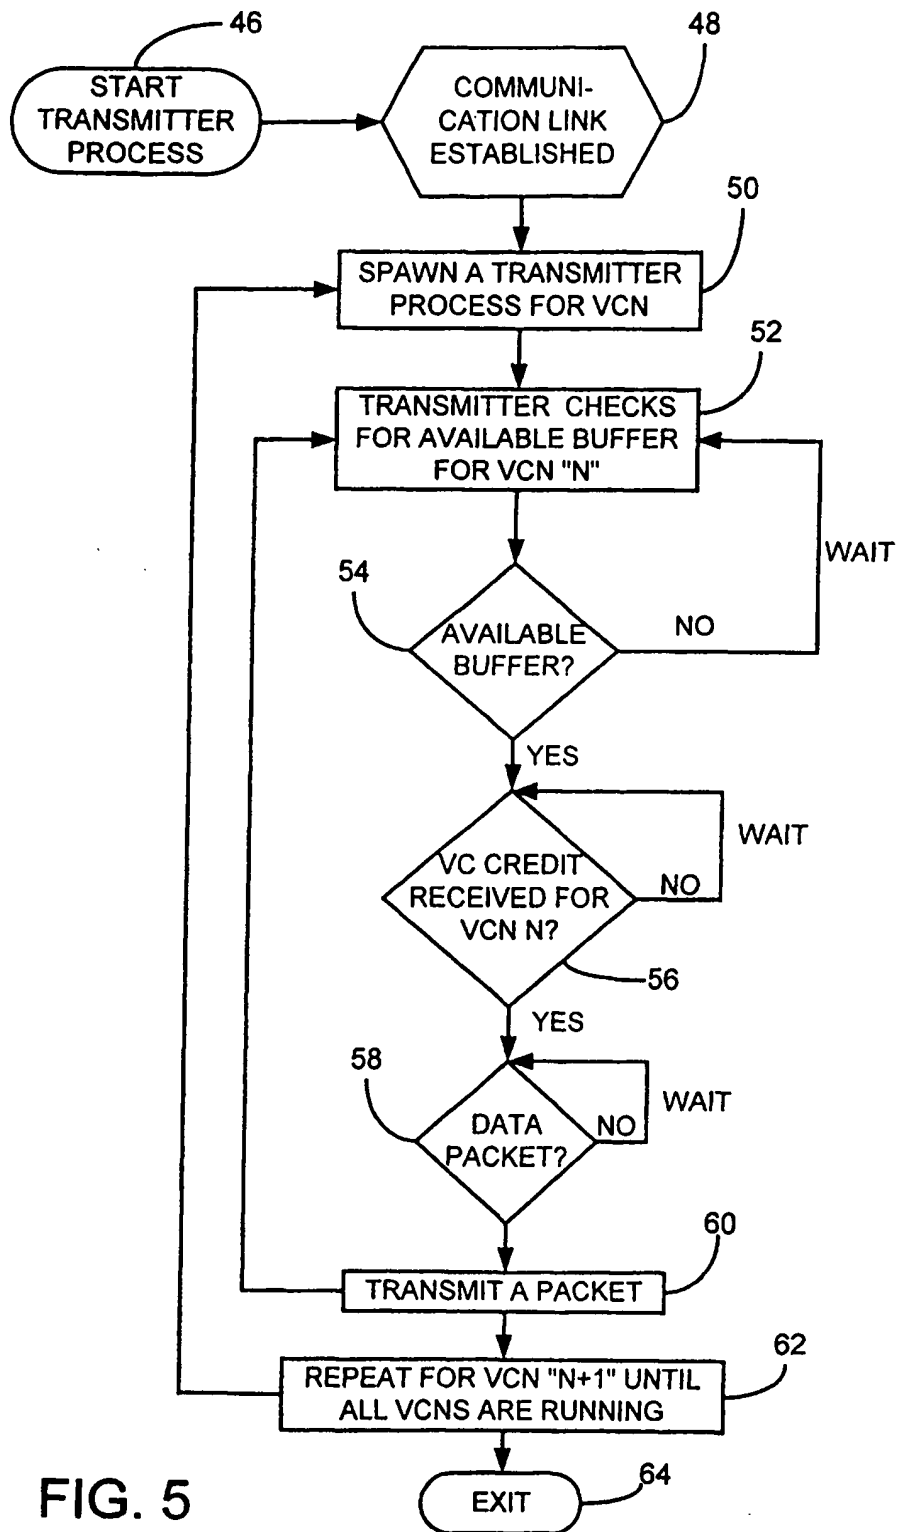 46
START
TRANSMITTER
PROCESS
48
COMMUNI-
CATION LINK
ESTABLISHED
50
SPAWN A TRANSMITTER
PROCESS FOR VCN
52
TRANSMITTER CHECKS
FOR AVAILABLE BUFFER
FOR VCN "N"
WAIT
54
AVAILABLE
BUFFER?
NO
YES
WAIT
VC CREDIT
RECEIVED FOR
VCN N?
NO
56
YES
58
WAIT
DATA
PACKET?
NO
60
TRANSMIT A PACKET
62
REPEAT FOR VCN "N+1" UNTIL
ALL VCNS ARE RUNNING
64
EXIT
FIG. 5